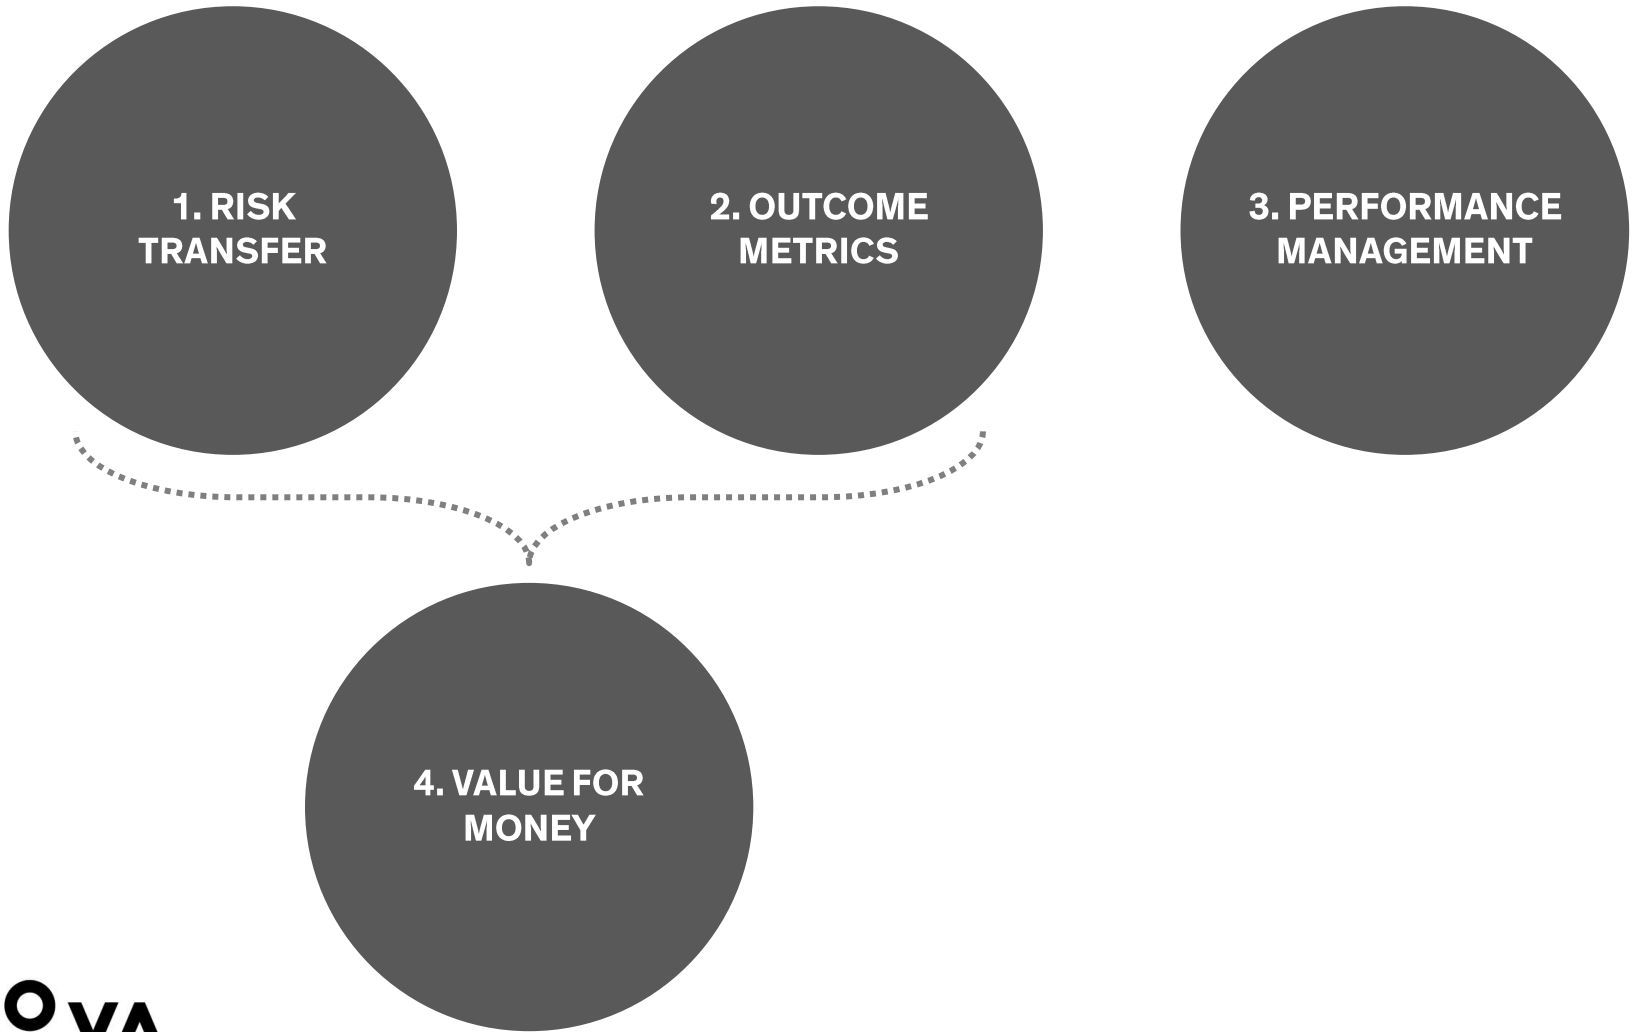 1. RISK
TRANSFER
2. OUTCOME
METRICS
3. PERFORMANCE
MANAGEMENT
4. VALUE FOR
MONEY